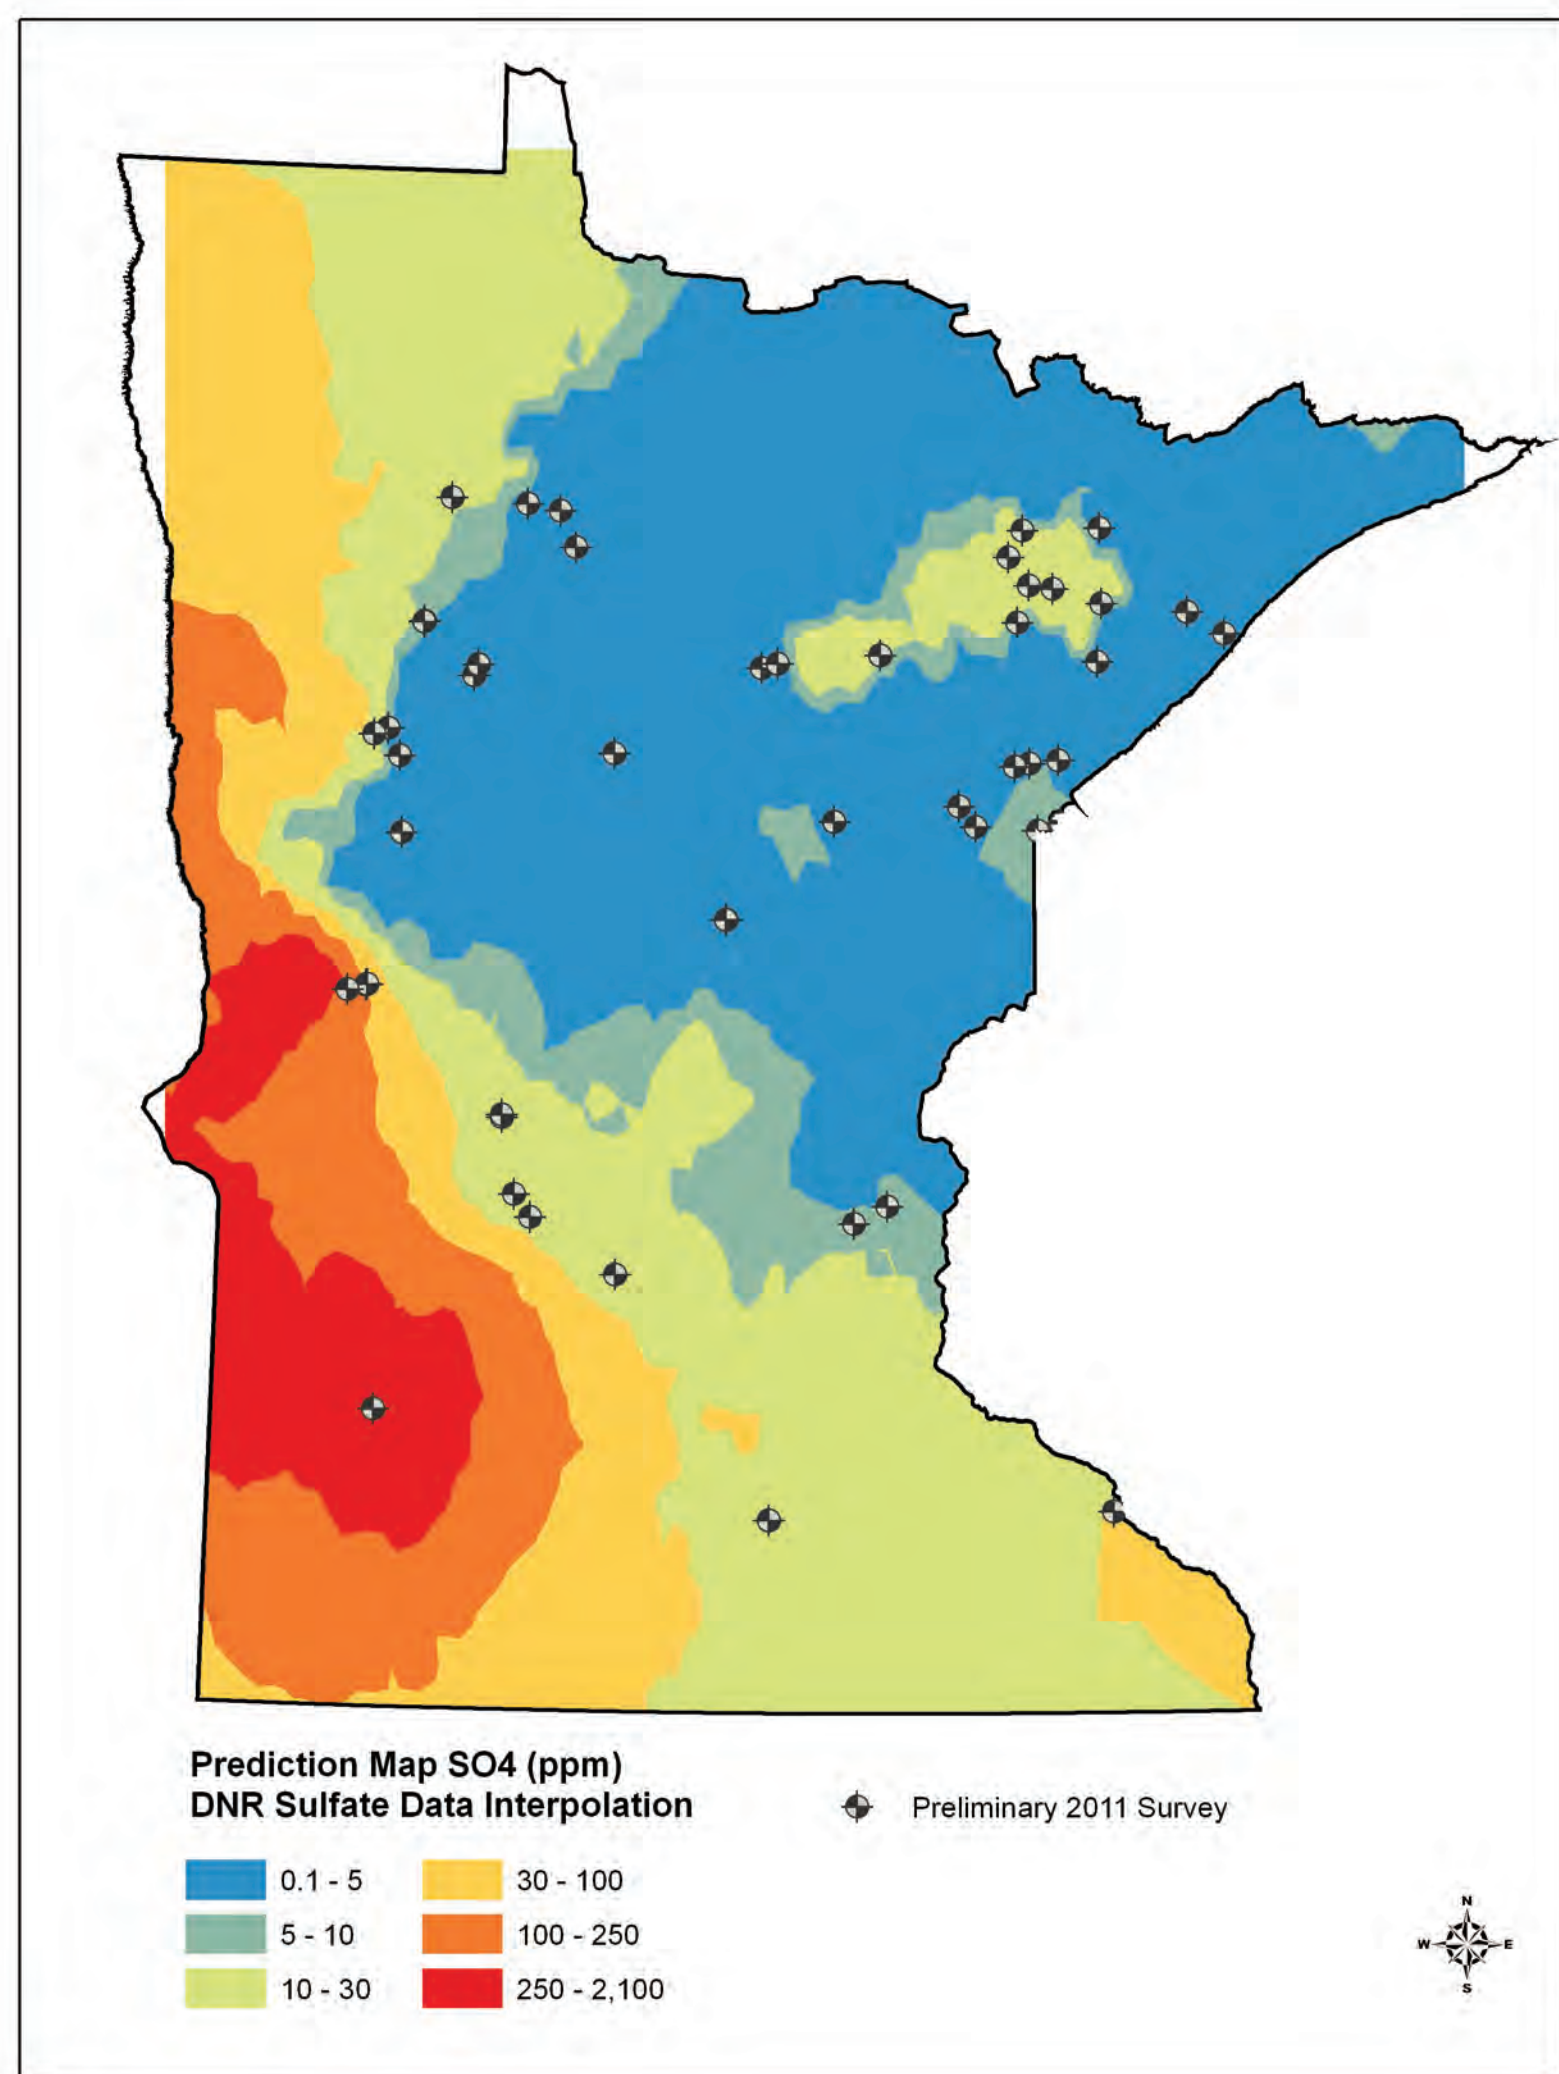 Prediction Map SO4 (ppm)
DNR Sulfate Data Interpolation
Preliminary 2011 Survey
0.1 - 5
30 - 100
5 - 10
100 - 250
10 - 30
250 - 2,100
N
W E
S